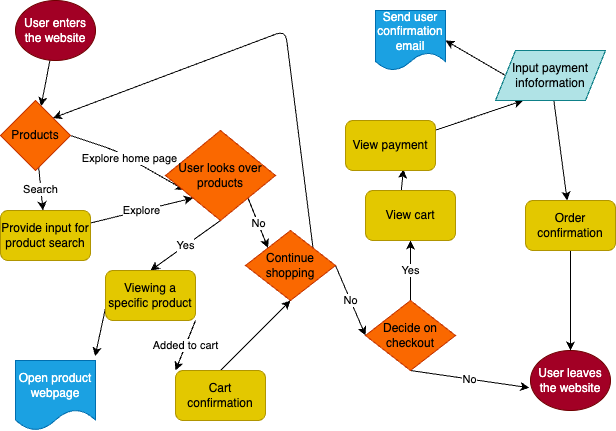 User enters
the website
Send user
confirmation
email
Input payment
infoformation
Products
Explore home page
User looks over
products
View payment
Search
Provide input for
product search
Explore
View cart
Order
confirmation
No
Yes
Continue
shopping
Viewing a
specific product
Yes
No
Decide on
checkout
Added to cart
Open product
webpage
Cart
confirmation
No
User leaves
the website